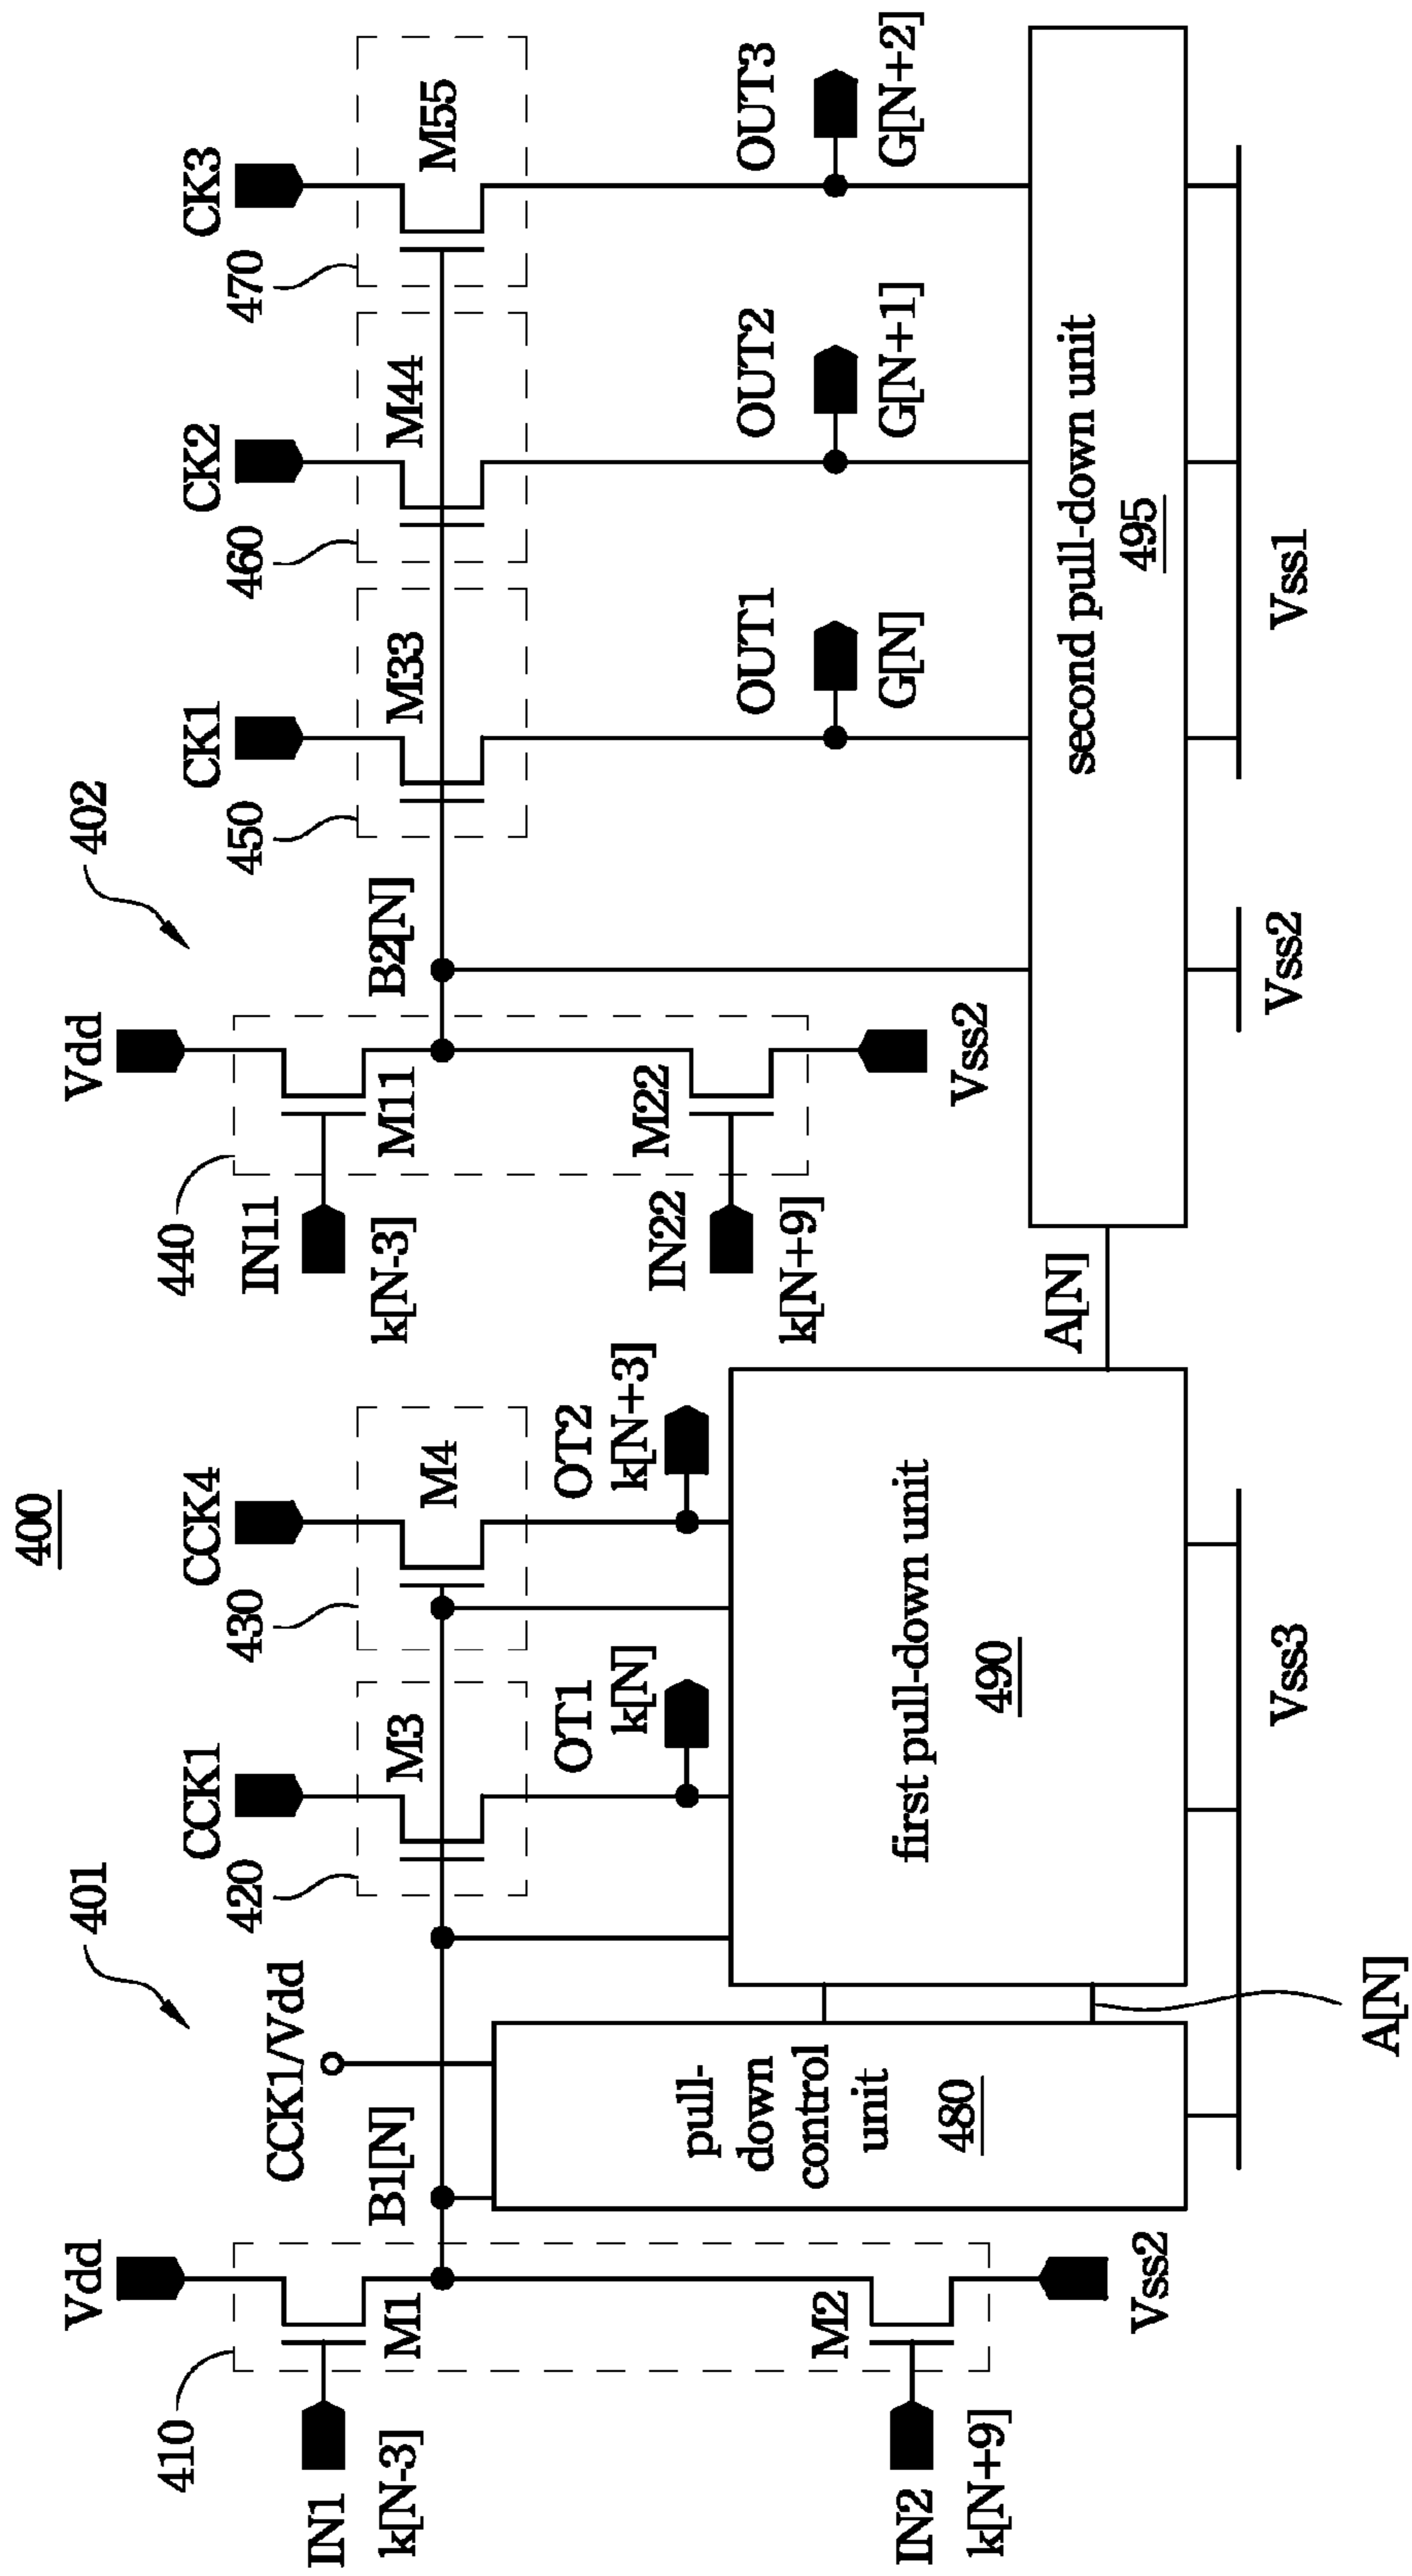 400
401
402
Vdd
410
IN1
k[N-3]
M1
B1[N]
CCK1/Vdd
M2
IN2
k[N+9]
Vss2
pull-
down
control
unit
480
A[N]
CCK1
420
M3
OT1
k[N]
CCK4
430
M4
OT2
k[N+3]
first pull-down unit
490
Vss3
A[N]
Vdd
440
IN11
k[N-3]
M11
B2[N]
M22
IN22
k[N+9]
Vss2
CK1
450
M33
OUT1
G[N]
CK2
460
M44
OUT2
G[N+1]
CK3
470
M55
OUT3
G[N+2]
second pull-down unit
495
Vss2
Vss1